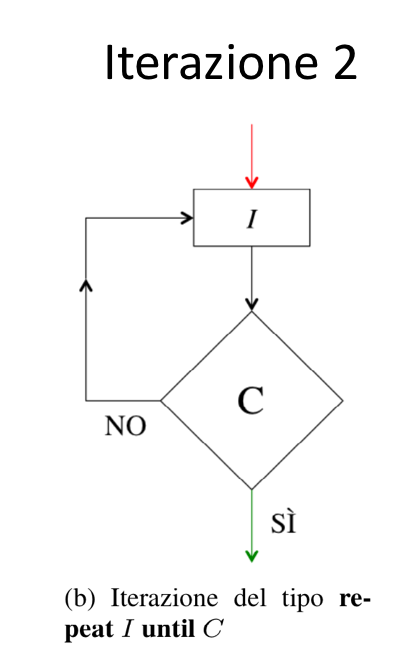 Iterazione 2
I
C
NO
SÌ
(b) Iterazione del tipo re-
peat I until C